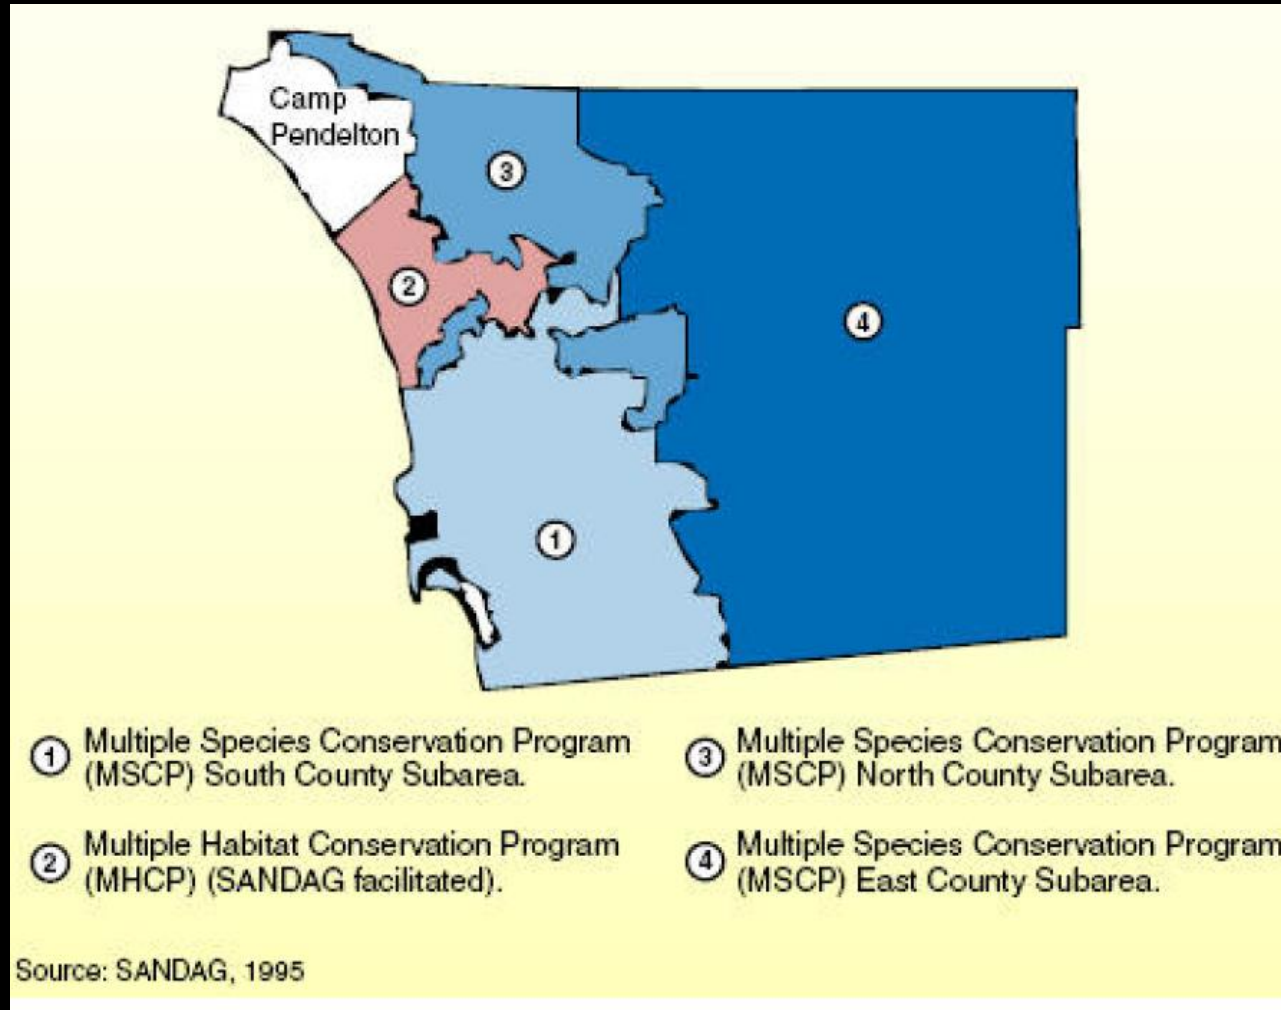 Camp
Pendelton
3
2
4
1
1 Multiple Species Conservation Program
(MSCP) South County Subarea.
2 Multiple Habitat Conservation Program
(MHCP) (SANDAG facilitated).
3 Multiple Species Conservation Program
(MSCP) North County Subarea.
4 Multiple Species Conservation Program
(MSCP) East County Subarea.
Source: SANDAG, 1995